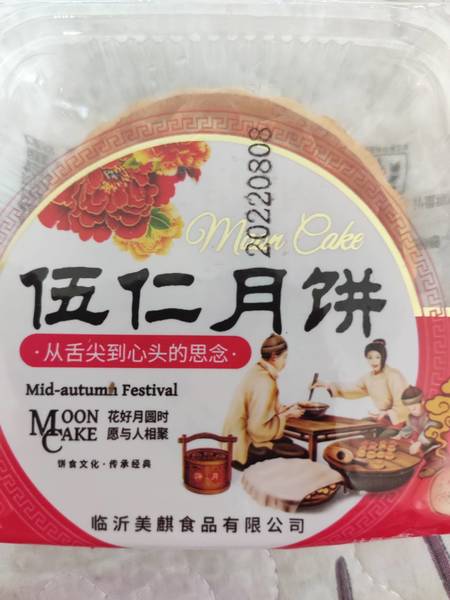 20220808
Moon Cake
伍仁月饼
·从舌尖到心头的思念·
Mid-autumn Festival
MOON CAKE
花好月圆时
愿与人相聚
饼食文化·传承经典
临沂美麒食品有限公司